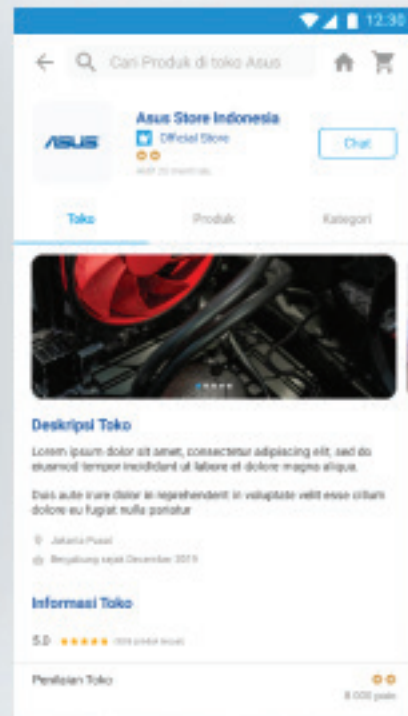 12.30
Cari Produk di toko Asus
ASUS
Asus Store Indonesia
Official Store
Chat
Toko Produk Kategori
Deskripsi Toko
Lorem ipsum dolor sit amet, consectetur adipiscing elit, sed do
eiusmod tempor incididunt ut labore et dolore magna aliqua.
Duis aute irure dolor in reprehenderit in voluptate velit esse cillum
dolore eu fugiat nulla pariatur
Jakarta Pusat
Bergabung sejak December 2019
Informasi Toko
5.0
Penilaian Toko
8.000 poin